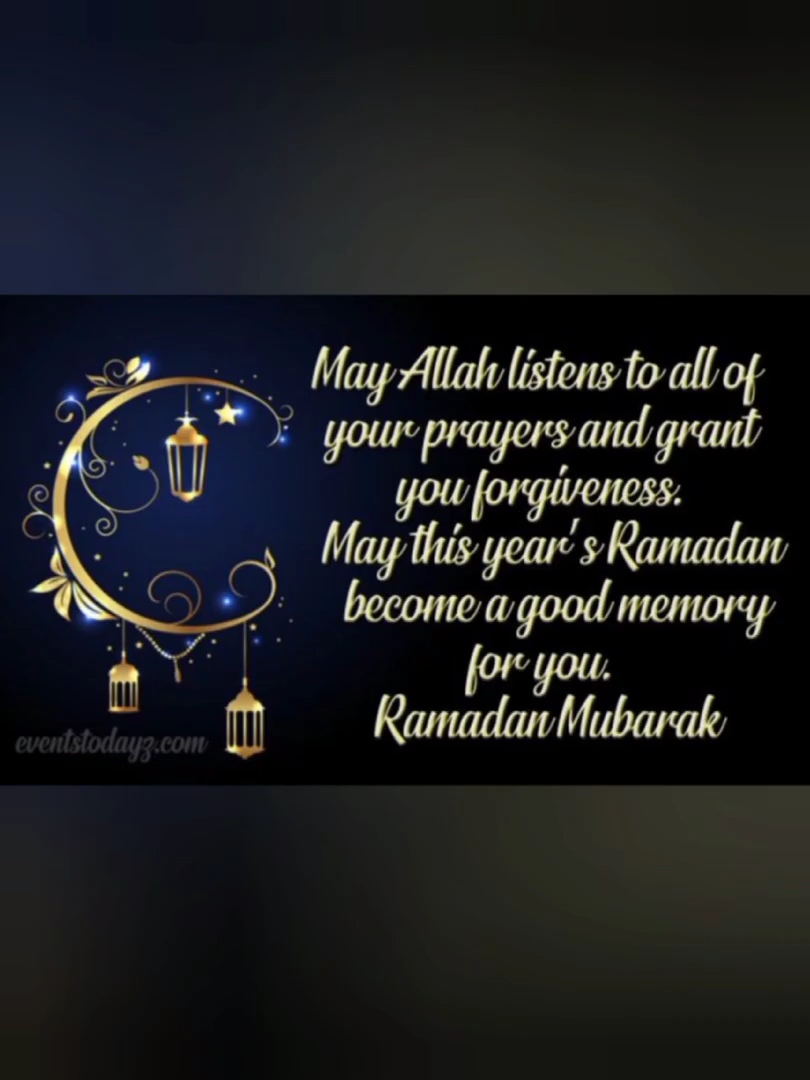 May Allah listens to all of
your prayers and grant
you forgiveness.
May this year's Ramadan
become a good memory
for you.
Ramadan Mubarak
eventstodayz.com